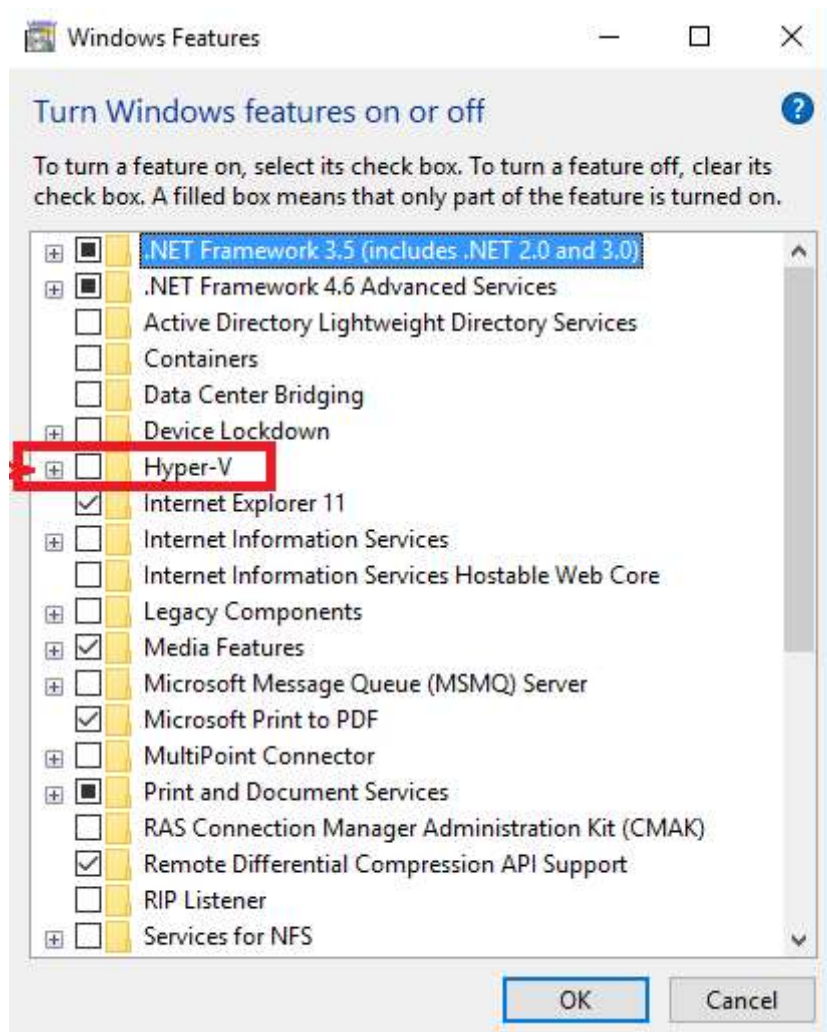 Windows Features
Turn Windows features on or off
To turn a feature on, select its check box. To turn a feature off, clear its
check box. A filled box means that only part of the feature is turned on.
.NET Framework 3.5 (includes .NET 2.0 and 3.0)
.NET Framework 4.6 Advanced Services
Active Directory Lightweight Directory Services
Containers
Data Center Bridging
Device Lockdown
Hyper-V
Internet Explorer 11
Internet Information Services
Internet Information Services Hostable Web Core
Legacy Components
Media Features
Microsoft Message Queue (MSMQ) Server
Microsoft Print to PDF
MultiPoint Connector
Print and Document Services
RAS Connection Manager Administration Kit (CMAK)
Remote Differential Compression API Support
RIP Listener
Services for NFS
OK Cancel